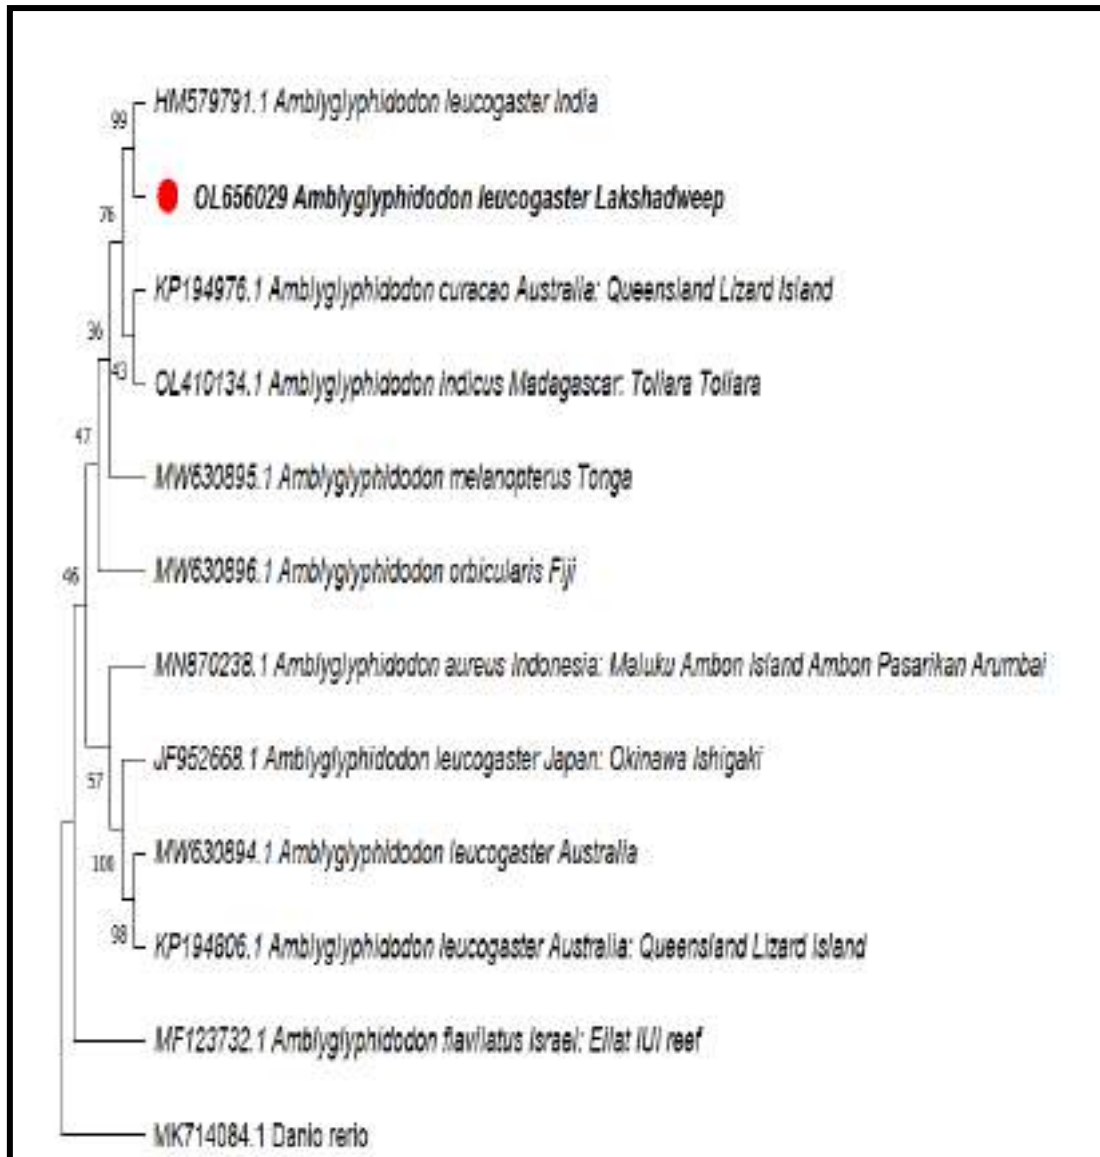 HM579791.1 Amblyglyphidodon leucogaster India
99
OL656029 Amblyglyphidodon leucogaster Lakshadweep
76
KP194976.1 Amblyglyphidodon curacao Australia: Queensland Lizard Island
36
43
OL410134.1 Amblyglyphidodon indicus Madagascar: Toliara Toliara
47
MW630895.1 Amblyglyphidodon melanopterus Tonga
46
MW630896.1 Amblyglyphidodon orbicularis Fiji
MN870238.1 Amblyglyphidodon aureus Indonesia: Maluku Ambon Island Ambon Pasarikan Arumbai
JF952668.1 Amblyglyphidodon leucogaster Japan: Okinawa Ishigaki
57
MW630894.1 Amblyglyphidodon leucogaster Australia
100
98
KP194806.1 Amblyglyphidodon leucogaster Australia: Queensland Lizard Island
MF123732.1 Amblyglyphidodon flavilatus Israel: Eilat IUI reef
MK714084.1 Danio rerio